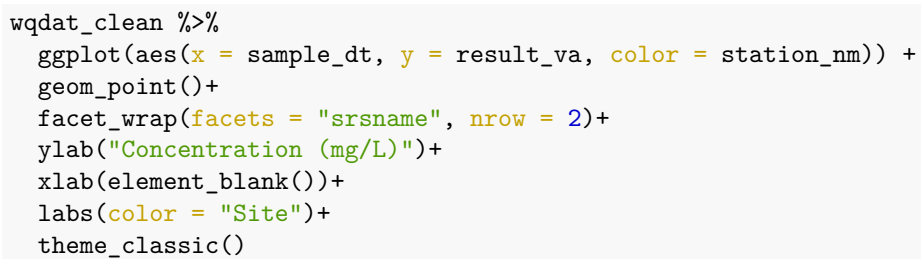 wqdat_clean %>%
  ggplot(aes(x = sample_dt, y = result_va, color = station_nm)) +
  geom_point()+
  facet_wrap(facets = "srsname", nrow = 2)+
  ylab("Concentration (mg/L)")+
  xlab(element_blank())+
  labs(color = "Site")+
  theme_classic()